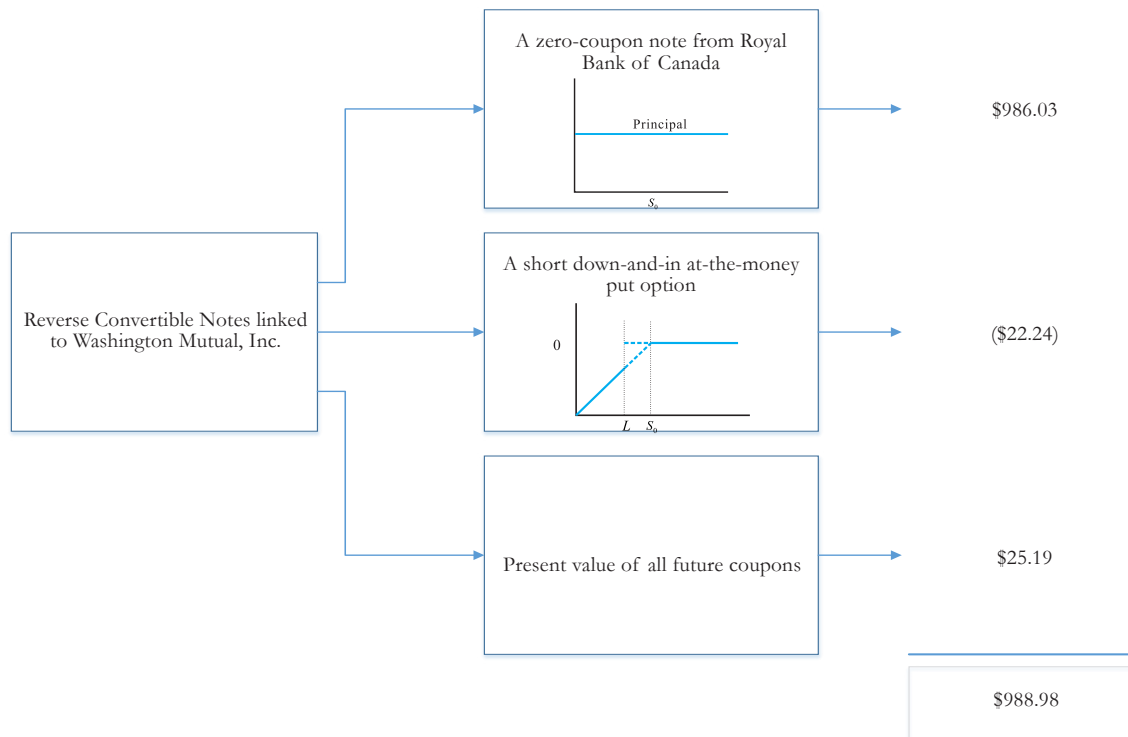 A zero-coupon note from Royal
Bank of Canada
Principal
S₀
$986.03
Reverse Convertible Notes linked
to Washington Mutual, Inc.
A short down-and-in at-the-money
put option
0
L S₀
($22.24)
Present value of all future coupons
$25.19
$988.98